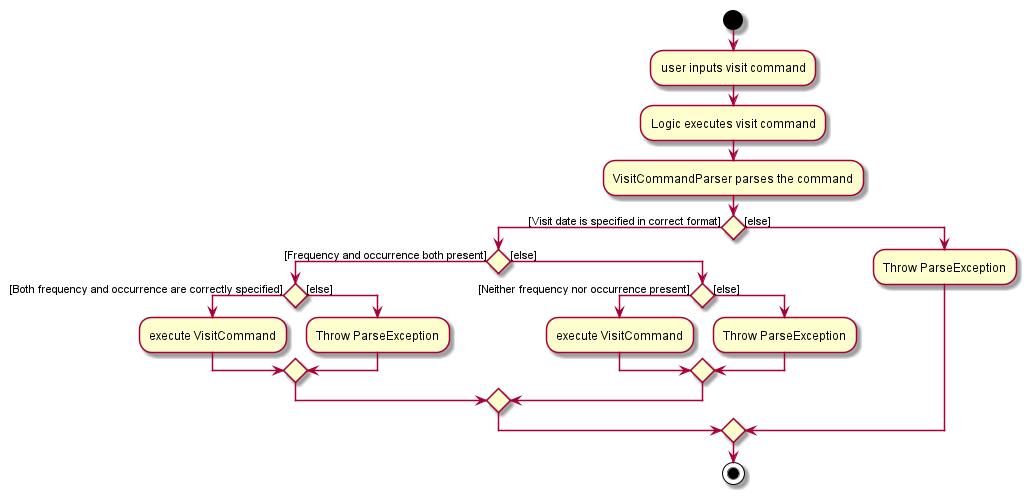 user inputs visit command
Logic executes visit command
VisitCommandParser parses the command
[Visit date is specified in correct format]
[else]
[Frequency and occurrence both present]
[else]
Throw ParseException
[Both frequency and occurrence are correctly specified]
[else]
[Neither frequency nor occurrence present]
[else]
execute VisitCommand
Throw ParseException
execute VisitCommand
Throw ParseException